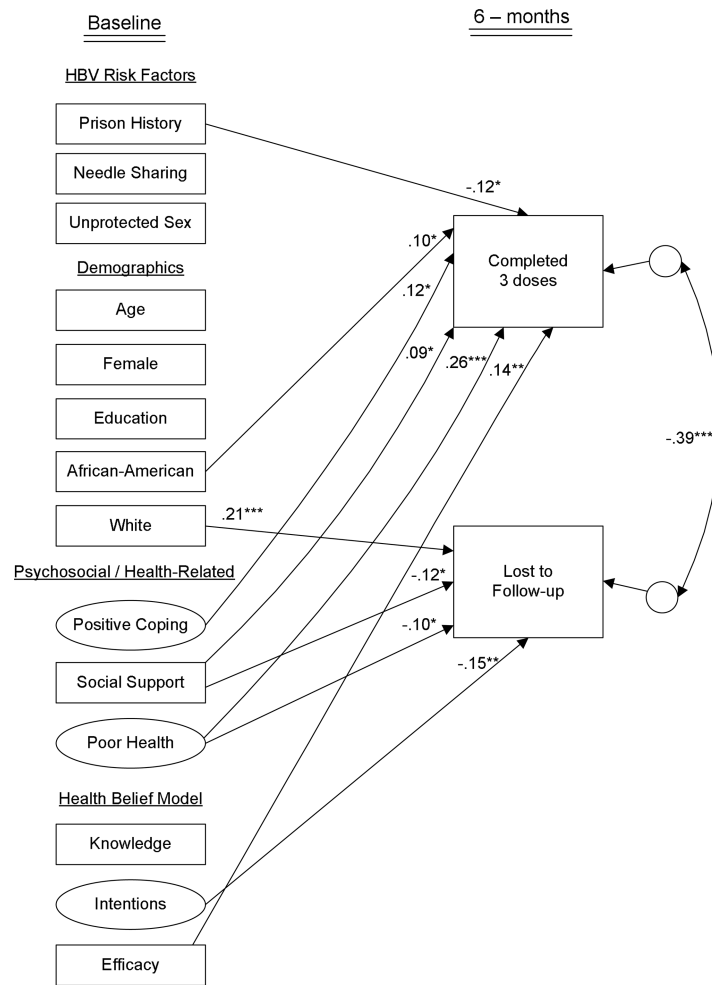 Baseline
6 – months
HBV Risk Factors
Prison History
Needle Sharing
Unprotected Sex
Demographics
Age
Female
Education
African-American
White
Psychosocial / Health-Related
Positive Coping
Social Support
Poor Health
Health Belief Model
Knowledge
Intentions
Efficacy
-.12*
.10*
.12*
.09*
.26***
.14**
Completed
3 doses
-.39***
.21***
-.12*
-.10*
-.15**
Lost to
Follow-up